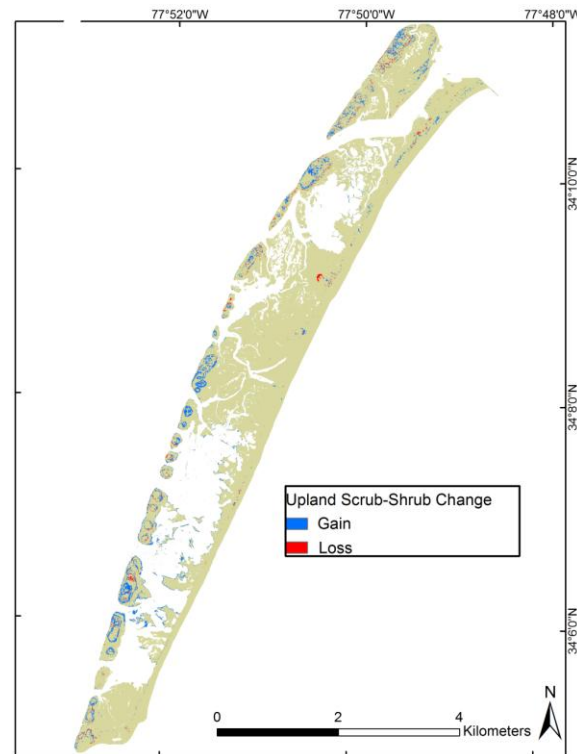 77°52'0"W 77°50'0"W 77°48'0"W
34°10'0"N
34°8'0"N
Upland Scrub-Shrub Change
Gain
Loss
34°6'0"N
N
0 2 4
Kilometers